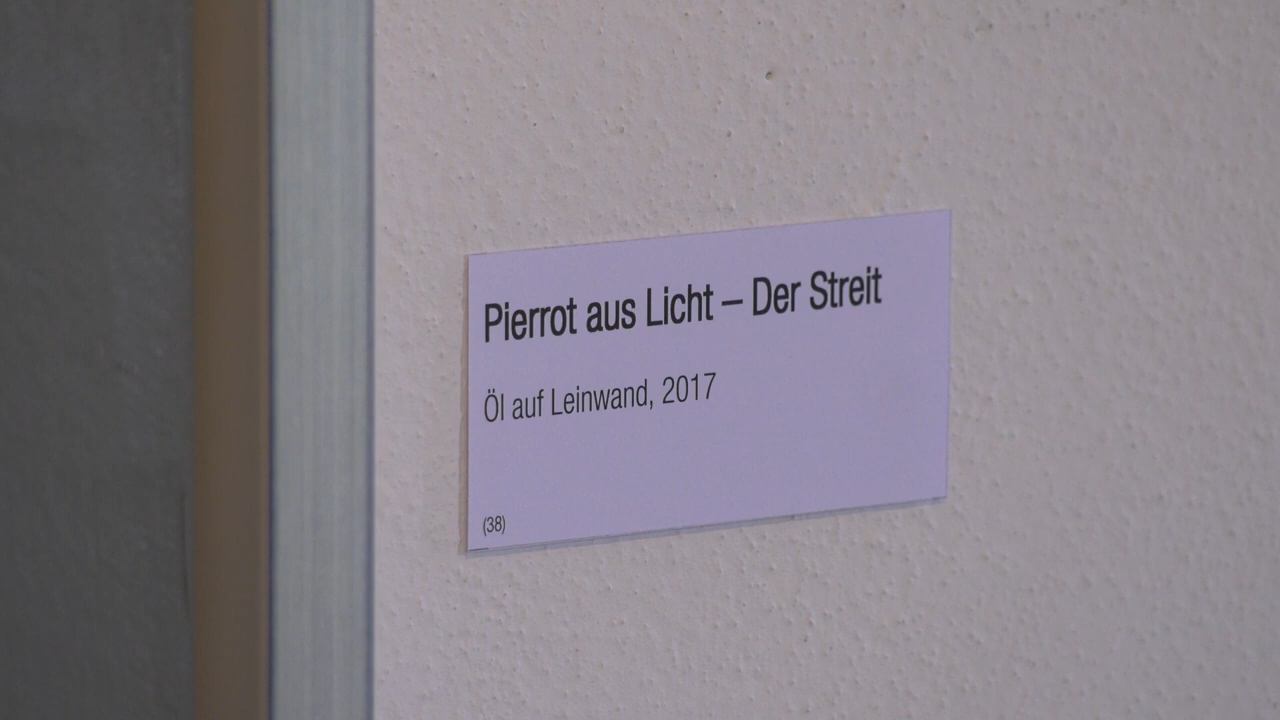 Pierrot aus Licht – Der Streit
Öl auf Leinwand, 2017
(38)